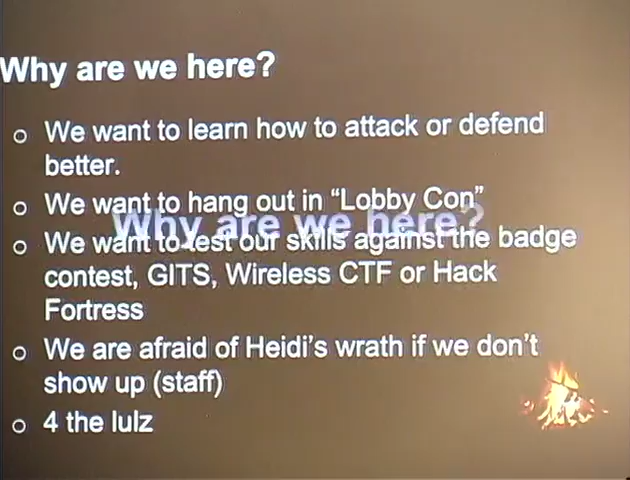 Why are we here?
o We want to learn how to attack or defend
better.
o We want to hang out in “Lobby Con”
Why are we here?
o We want to test our skills against the badge
contest, GITS, Wireless CTF or Hack
Fortress
o We are afraid of Heidi’s wrath if we don’t
show up (staff)
o 4 the lulz